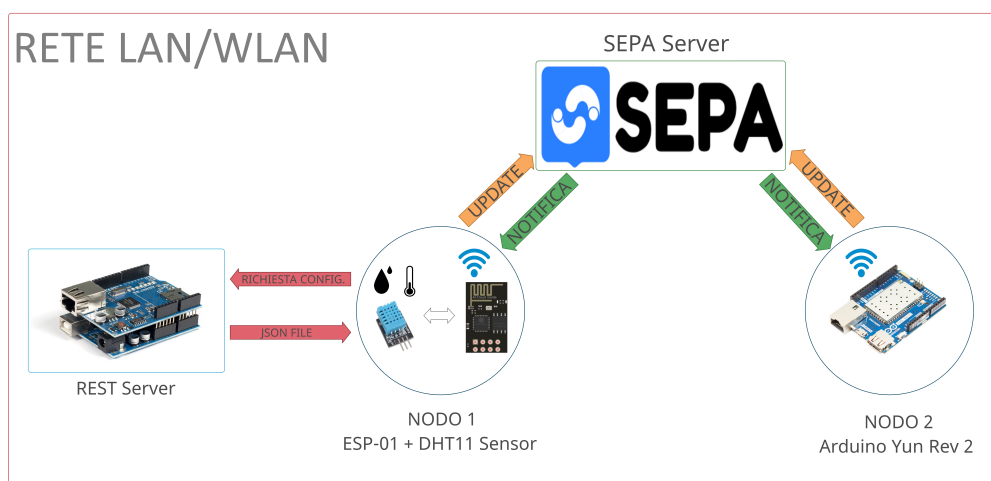 RETE LAN/WLAN
SEPA Server
SEPA
UPDATE
NOTIFICA
UPDATE
NOTIFICA
RICHIESTA CONFIG.
JSON FILE
REST Server
NODO 1
ESP-01 + DHT11 Sensor
NODO 2
Arduino Yun Rev 2